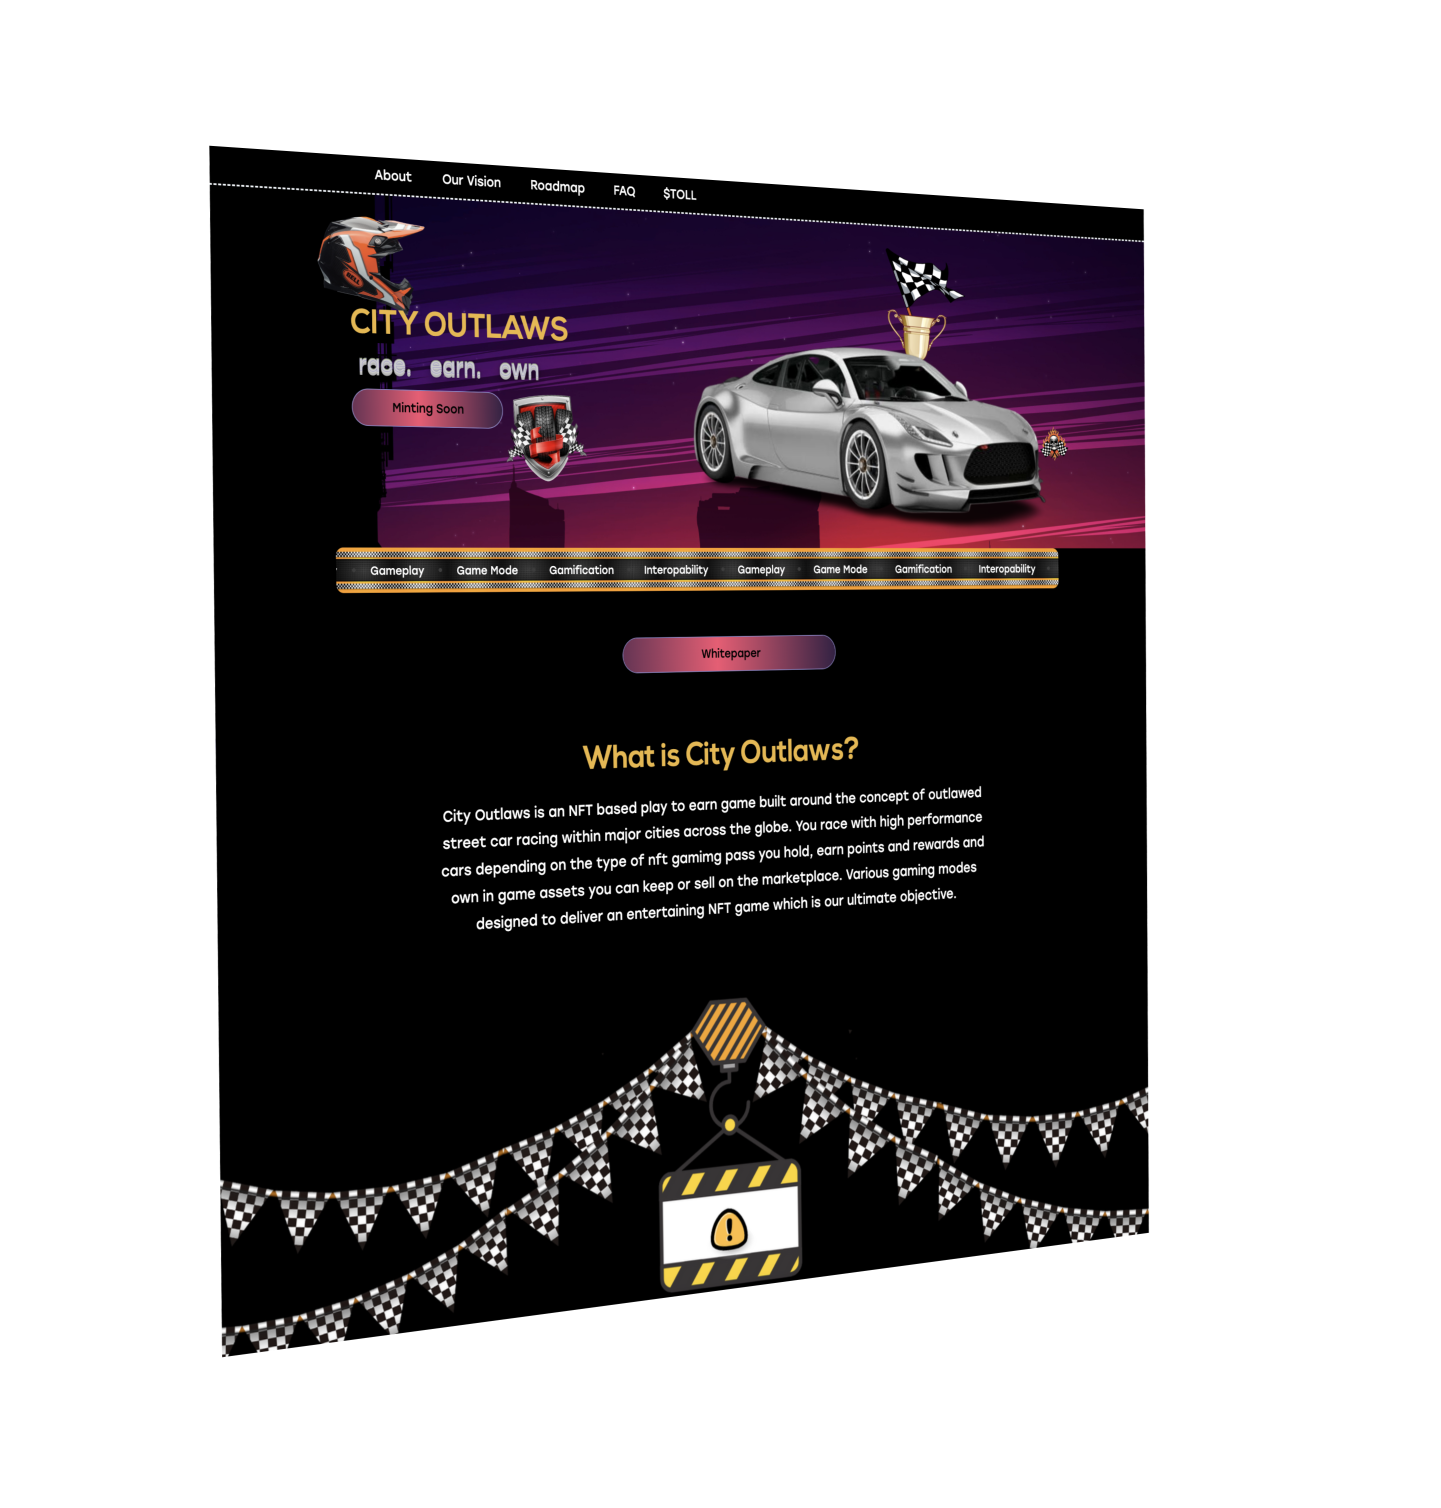 About Our Vision Roadmap FAQ $TOLL
BELL
CITY OUTLAWS
race. earn. own
Minting Soon
Gameplay Game Mode Gamification Interopability Gameplay Game Mode Gamification Interopability
Whitepaper
What is City Outlaws?
City Outlaws is an NFT based play to earn game built around the concept of outlawed
street car racing within major cities across the globe. You race with high performance
cars depending on the type of nft gamimg pass you hold, earn points and rewards and
own in game assets you can keep or sell on the marketplace. Various gaming modes
designed to deliver an entertaining NFT game which is our ultimate objective.
!